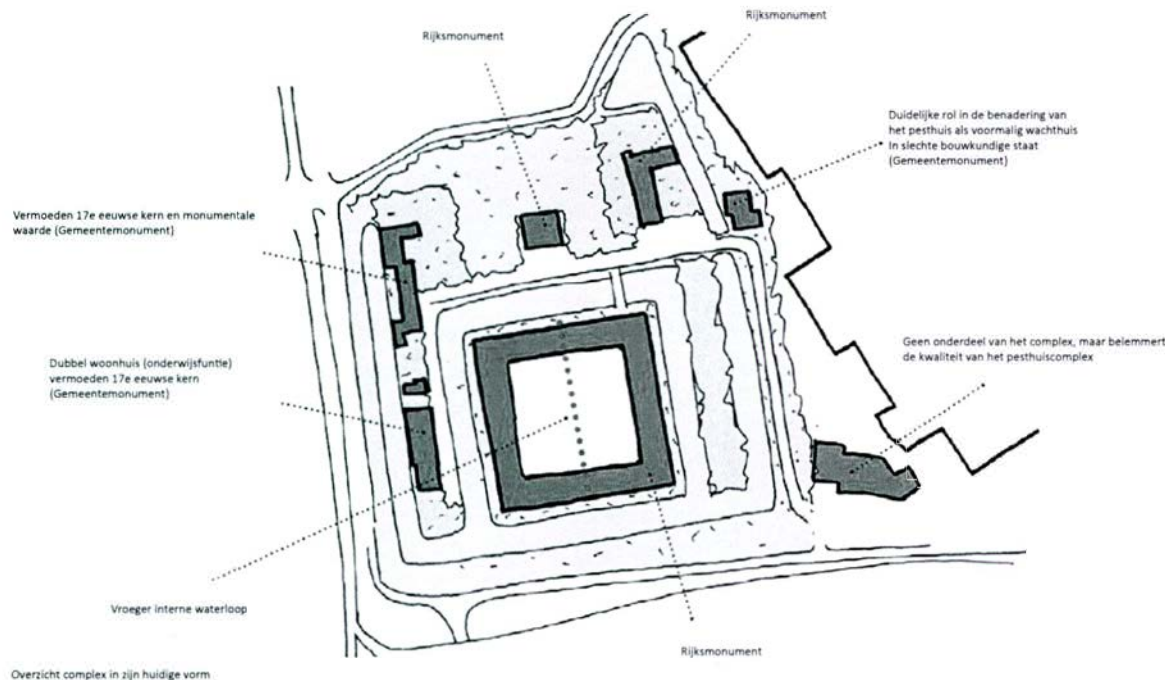 Rijksmonument
Rijksmonument
Duidelijke rol in de benadering van
het pesthuis als voormalig wachthuis
In slechte bouwkundige staat
(Gemeentemonument)
Vermoeden 17e eeuwse kern en monumentale
waarde (Gemeentemonument)
Geen onderdeel van het complex, maar belemmert
de kwaliteit van het pesthuiscomplex
Dubbel woonhuis (onderwijsfuntie)
vermoeden 17e eeuwse kern
(Gemeentemonument)
Vroeger interne waterloop
Rijksmonument
Overzicht complex in zijn huidige vorm